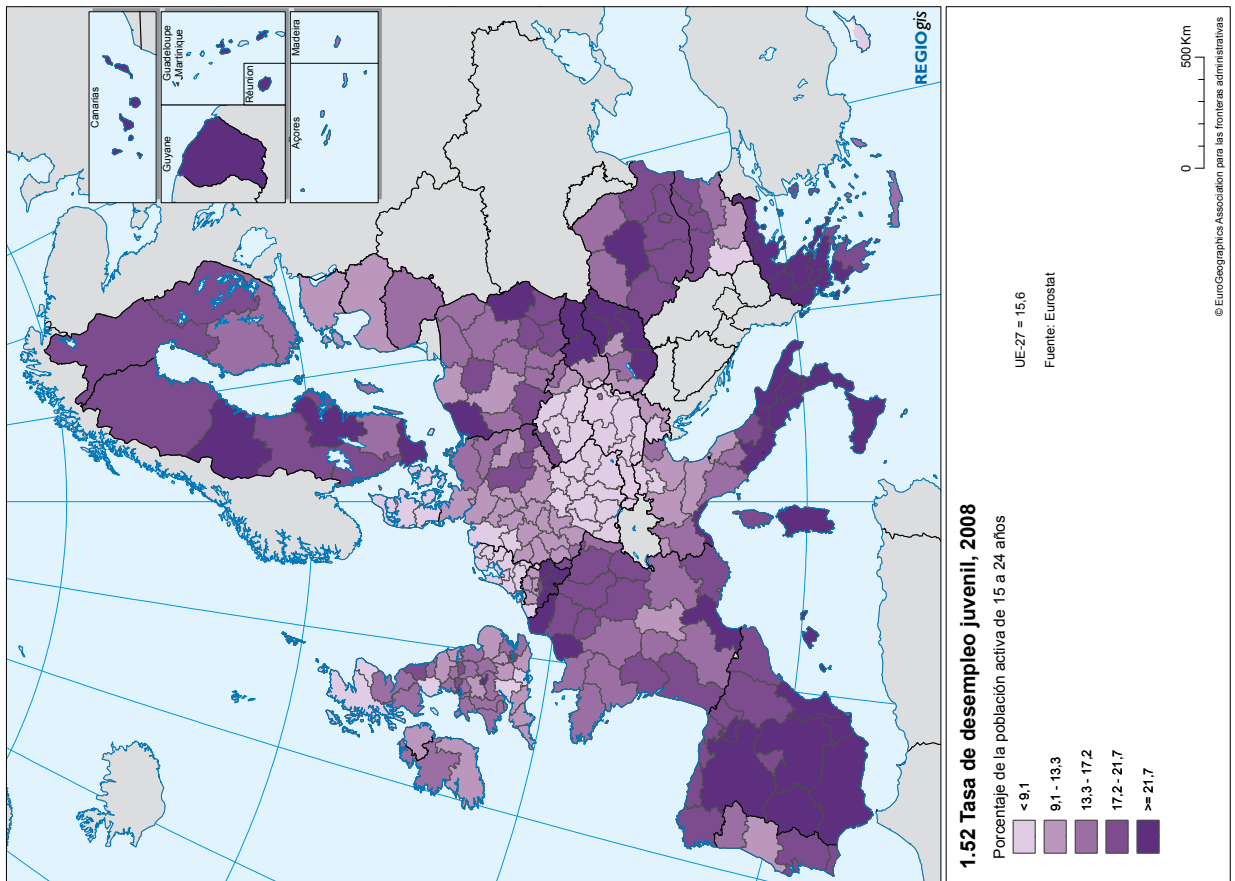 Canarias
Guyane
Guadeloupe
Martinique
Réunion
Açores
Madeira
REGIOgis
1.52 Tasa de desempleo juvenil, 2008
Porcentaje de la población activa de 15 a 24 años
< 9,1
9,1 - 13,3
13,3 - 17,2
17,2 - 21,7
>= 21,7
UE-27 = 15,6
Fuente: Eurostat
0 500 Km
© EuroGeographics Association para las fronteras administrativas